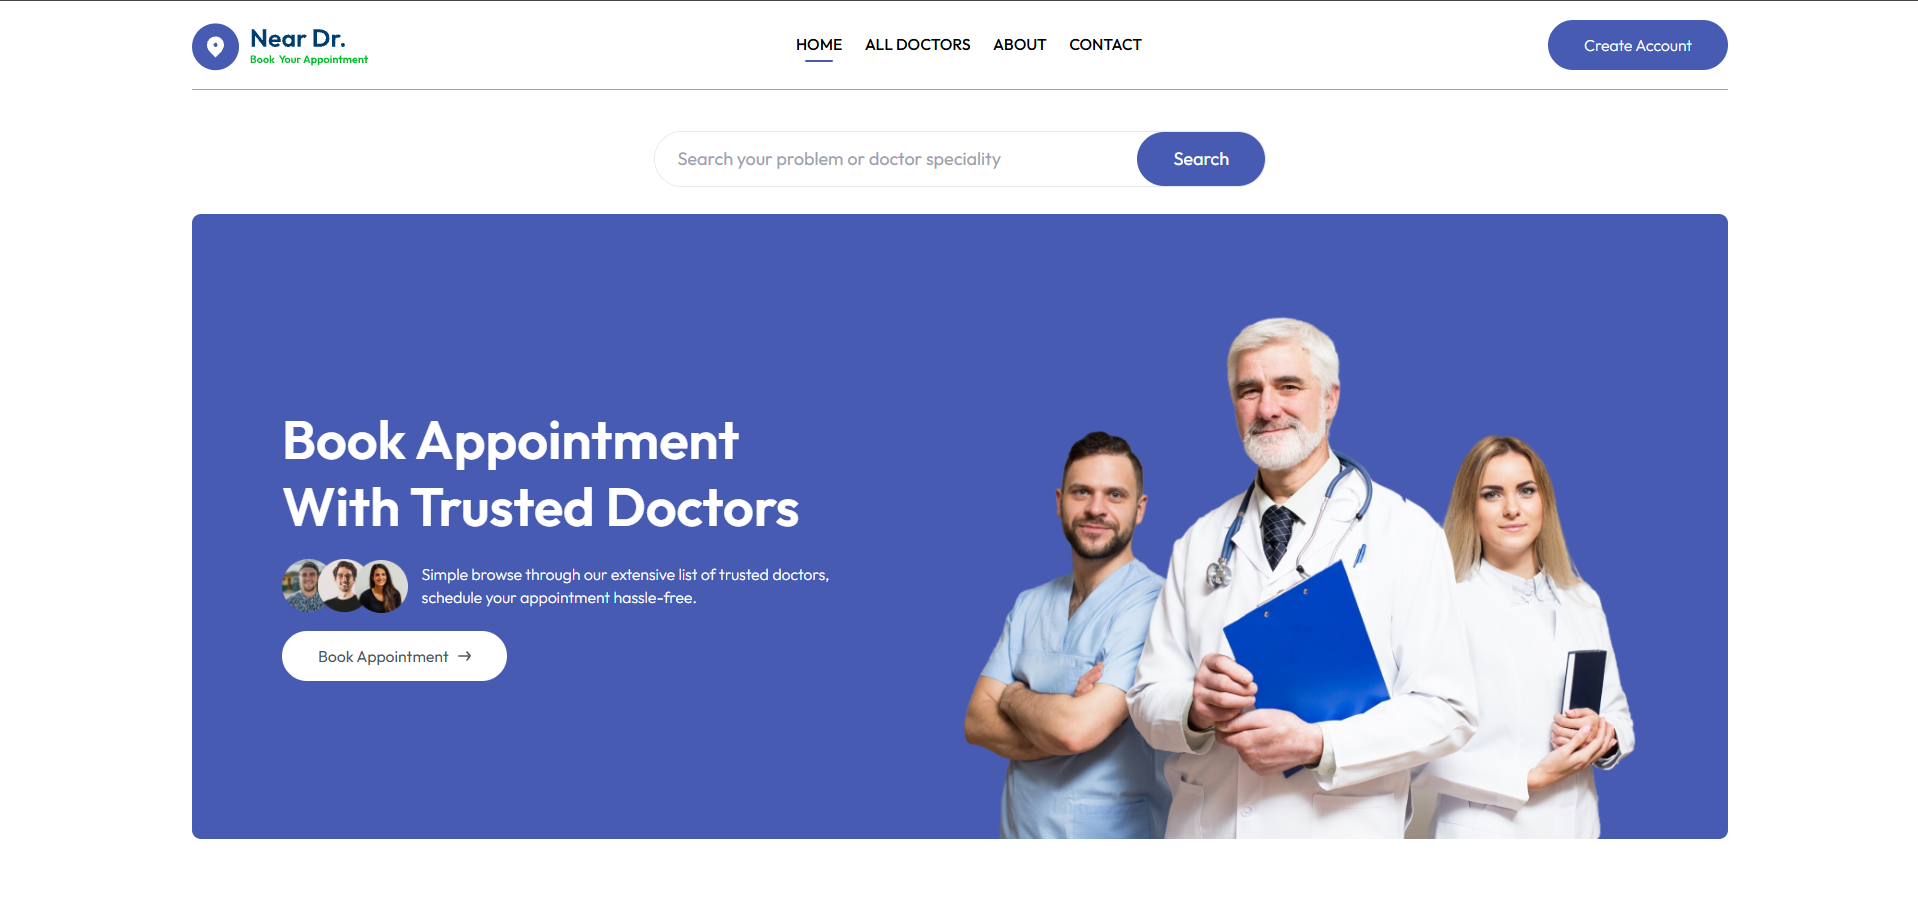 Near Dr.
Book Your Appointment
HOME
ALL DOCTORS
ABOUT
CONTACT
Create Account
Search your problem or doctor speciality
Search
Book Appointment
With Trusted Doctors
Simple browse through our extensive list of trusted doctors,
schedule your appointment hassle-free.
Book Appointment →